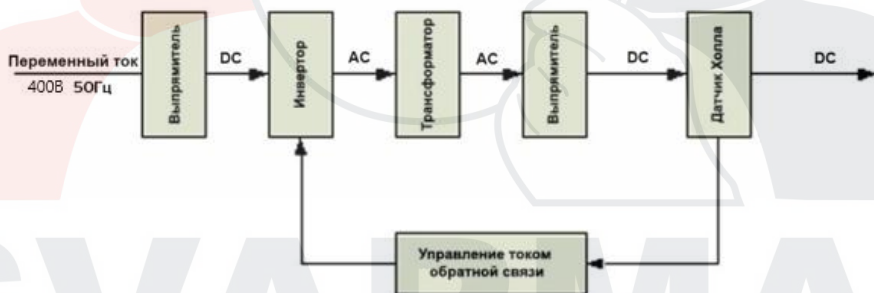 Переменный ток
400В 50Гц
Выпрямитель
DC
Инвертор
AC
Трансформатор
AC
Выпрямитель
DC
Датчик Холла
DC
Управление током
обратной связи
SVARMA